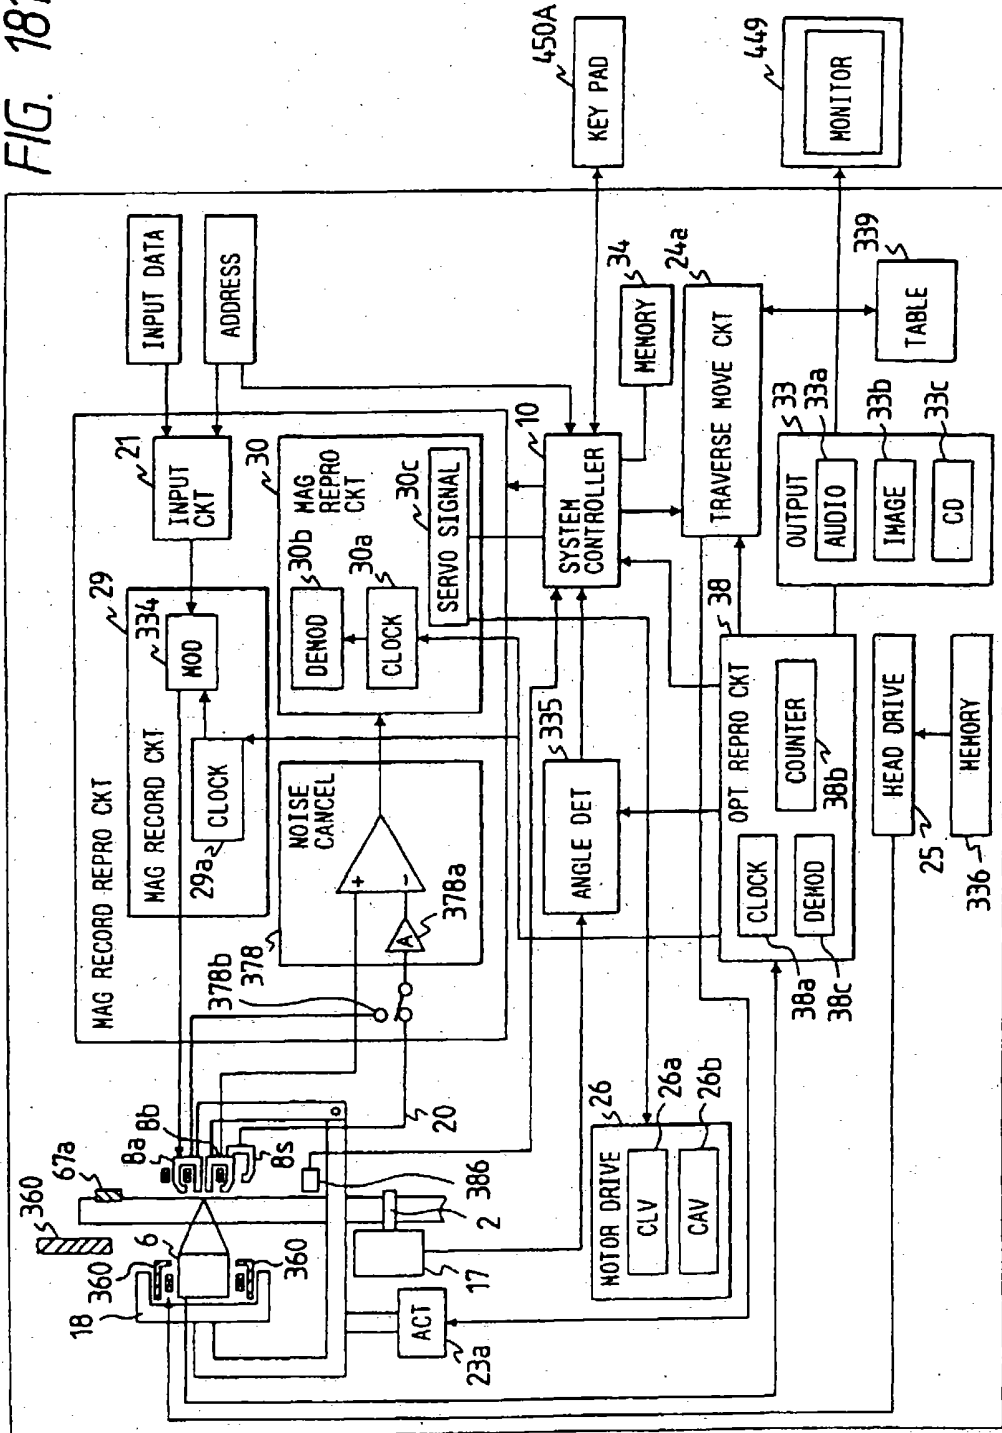 FIG. 181
MAG RECORD REPRO CKT
MAG RECORD CKT
29
334
MOD
CLOCK
29a
21
INPUT
CKT
INPUT DATA
ADDRESS
450A
KEY PAD
449
MONITOR
NOISE
CANCEL
+
−
A
378a
378
378b
30
MAG
REPRO
CKT
30b
DEMOD
30a
CLOCK
30c
SERVO SIGNAL
10
SYSTEM
CONTROLLER
34
MEMORY
24a
TRAVERSE MOVE CKT
339
TABLE
335
ANGLE DET
38
OPT REPRO CKT
CLOCK
38a
DEMOD
38c
COUNTER
38b
33
OUTPUT
33a
AUDIO
33b
IMAGE
33c
CD
HEAD DRIVE
25
MEMORY
336
67a
8a
8b
8s
20
386
360
6
360
360
18
2
17
ACT
23a
26
MOTOR DRIVE
26a
CLV
26b
CAV